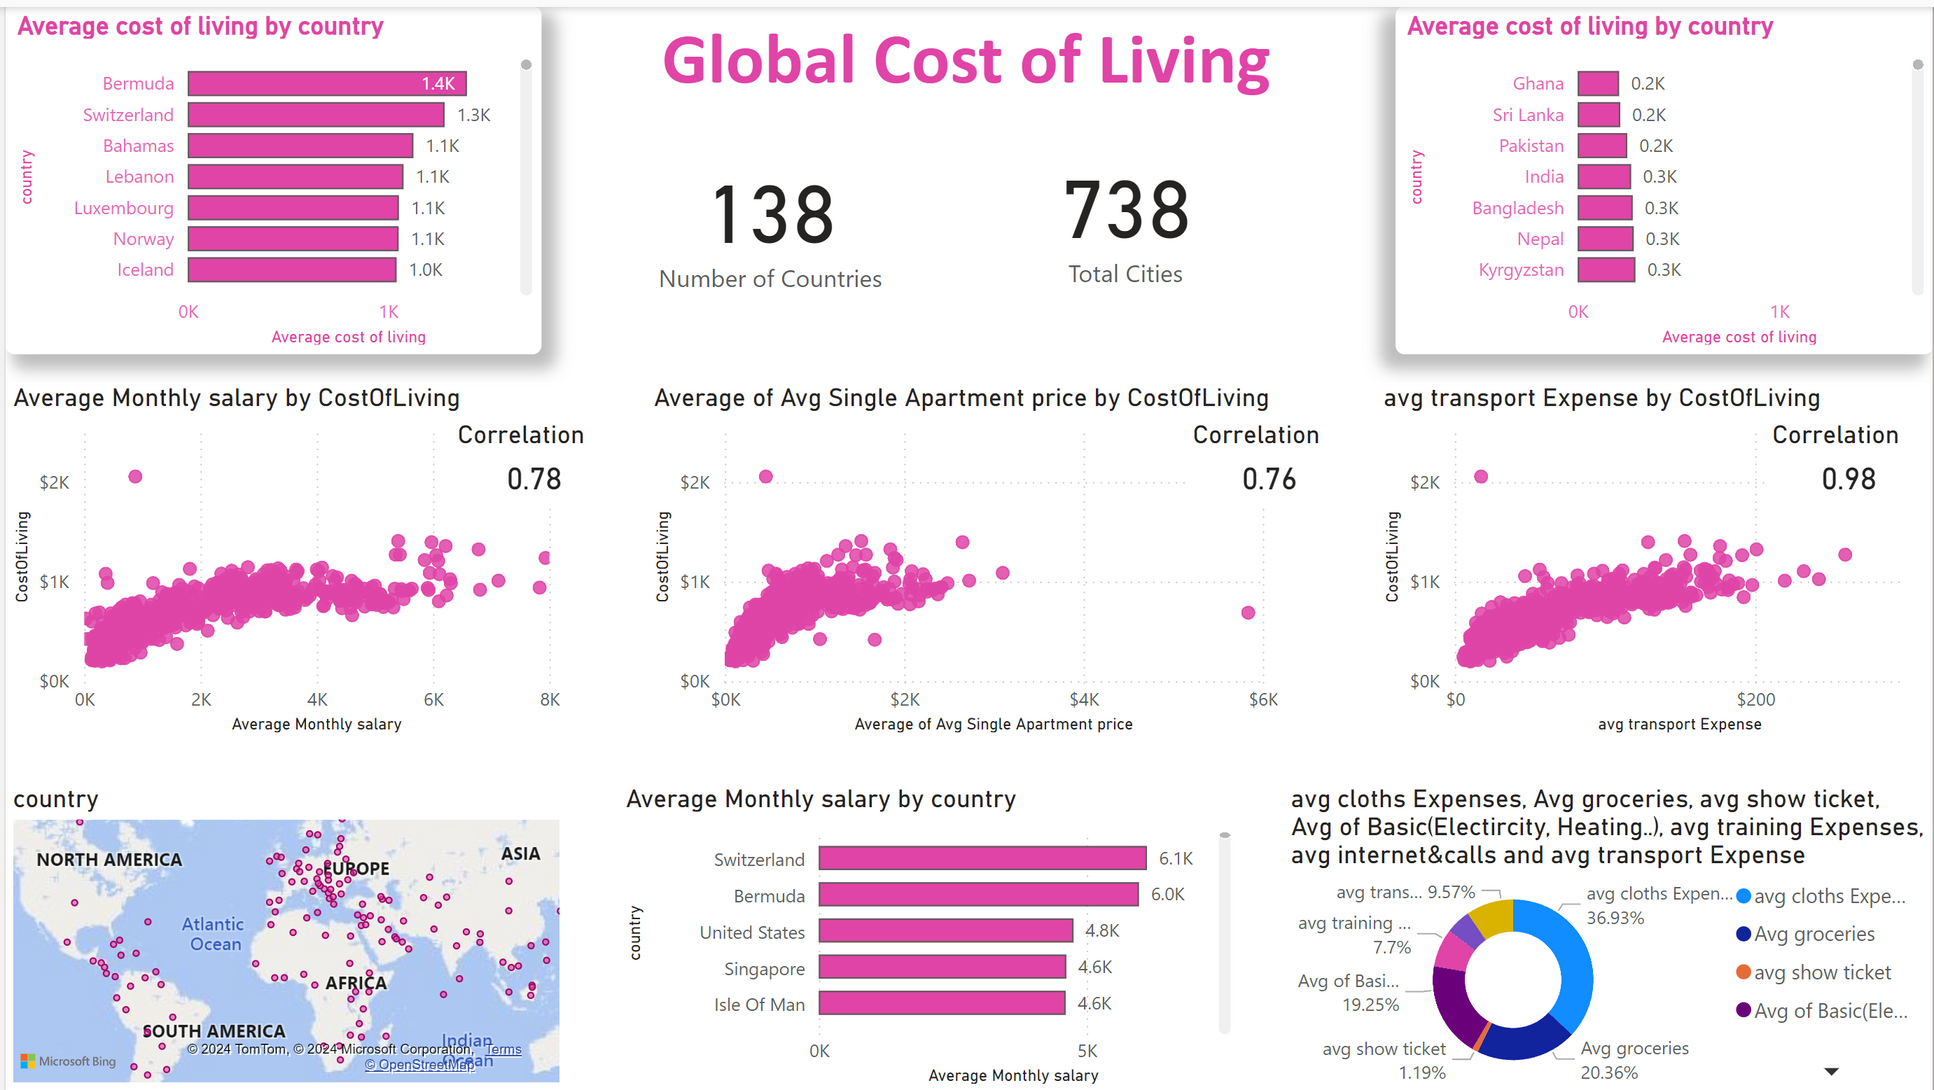 Average cost of living by country
country
Bermuda 1.4K
Switzerland 1.3K
Bahamas 1.1K
Lebanon 1.1K
Luxembourg 1.1K
Norway 1.1K
Iceland 1.0K
0K 1K
Average cost of living
Global Cost of Living
138
Number of Countries
738
Total Cities
Average cost of living by country
country
Ghana 0.2K
Sri Lanka 0.2K
Pakistan 0.2K
India 0.3K
Bangladesh 0.3K
Nepal 0.3K
Kyrgyzstan 0.3K
0K 1K
Average cost of living
Average Monthly salary by CostOfLiving
Correlation
0.78
CostOfLiving
$2K
$1K
$0K
0K 2K 4K 6K 8K
Average Monthly salary
Average of Avg Single Apartment price by CostOfLiving
Correlation
0.76
CostOfLiving
$2K
$1K
$0K
$0K $2K $4K $6K
Average of Avg Single Apartment price
avg transport Expense by CostOfLiving
Correlation
0.98
CostOfLiving
$2K
$1K
$0K
$0 $200
avg transport Expense
country
NORTH AMERICA
EUROPE
ASIA
Atlantic
Ocean
AFRICA
SOUTH AMERICA
Indian
Ocean
Microsoft Bing
© 2024 TomTom, © 2024 Microsoft Corporation, Terms
© OpenStreetMap
Average Monthly salary by country
country
Switzerland 6.1K
Bermuda 6.0K
United States 4.8K
Singapore 4.6K
Isle Of Man 4.6K
0K 5K
Average Monthly salary
avg cloths Expenses, Avg groceries, avg show ticket,
Avg of Basic(Electircity, Heating..), avg training Expenses,
avg internet&calls and avg transport Expense
avg trans... 9.57%
avg training ...
7.7%
Avg of Basi...
19.25%
avg show ticket
1.19%
avg cloths Expen...
36.93%
Avg groceries
20.36%
avg cloths Expe...
Avg groceries
avg show ticket
Avg of Basic(Ele...